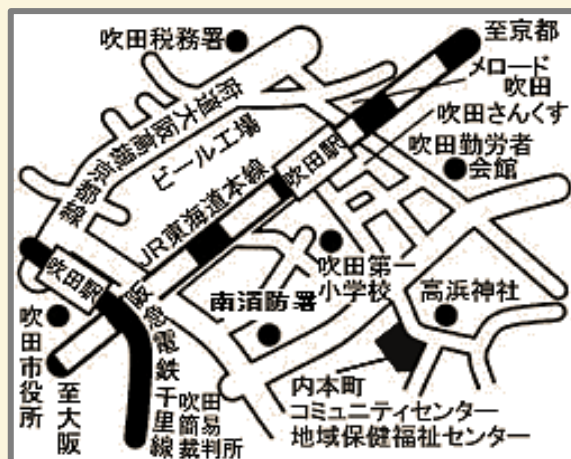 吹田税務署
至京都
メロード
吹田
吹田さんくす
吹田勤労者
会館
府道大阪高槻京都線
ビール工場
JR東海道本線
吹田駅
吹田駅
吹田第一
小学校
高浜神社
南消防署
吹田市役所
至大阪
阪急電鉄千里線
吹田簡易裁判所
内本町
コミュニティセンター
地域保健福祉センター